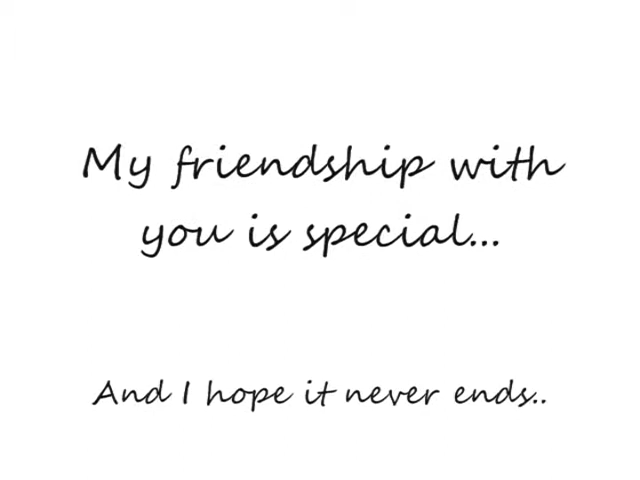 My friendship with
you is special...
And I hope it never ends..